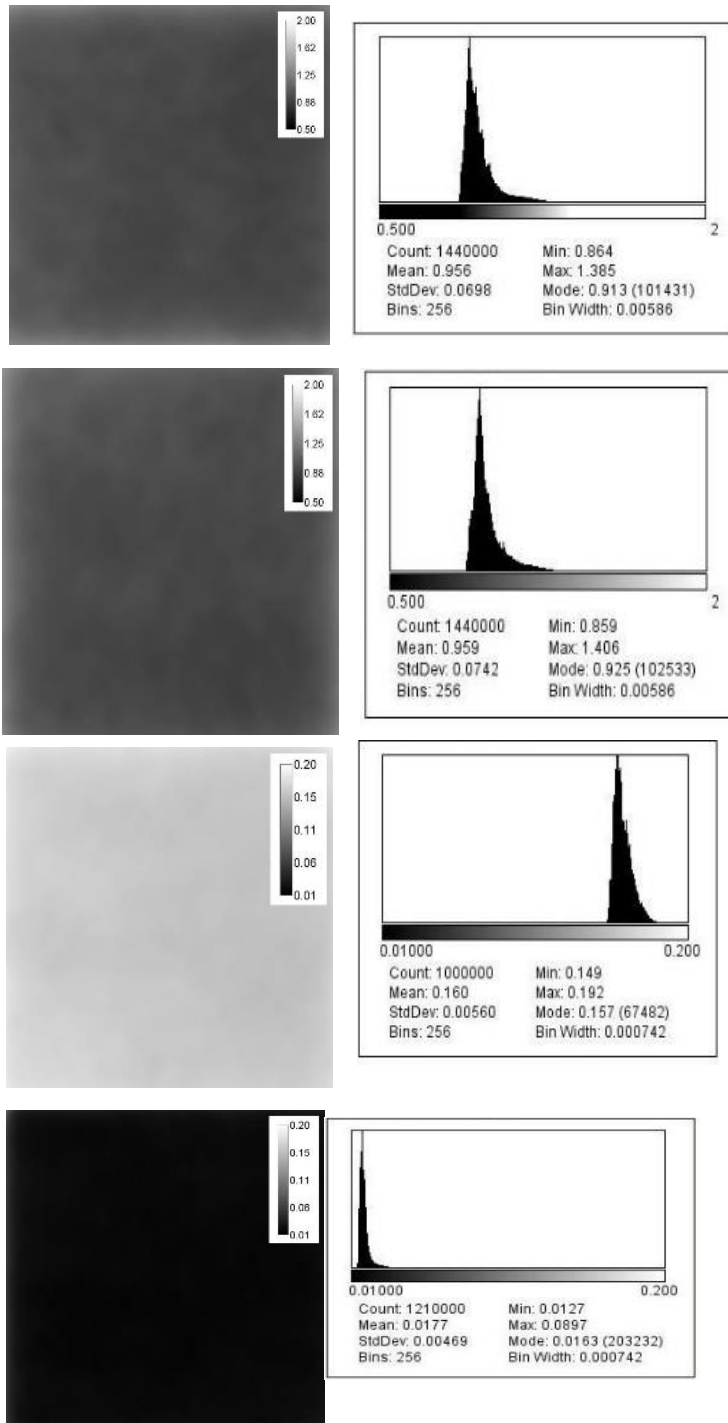 2.00
1.62
1.25
0.88
0.50
0.500 2
Count: 1440000 Min: 0.864
Mean: 0.956 Max: 1.385
StdDev: 0.0698 Mode: 0.913 (101431)
Bins: 256 Bin Width: 0.00586
2.00
1.62
1.25
0.88
0.50
0.500 2
Count: 1440000 Min: 0.859
Mean: 0.959 Max: 1.406
StdDev: 0.0742 Mode: 0.925 (102533)
Bins: 256 Bin Width: 0.00586
0.20
0.15
0.11
0.06
0.01
0.01000 0.200
Count: 1000000 Min: 0.149
Mean: 0.160 Max: 0.192
StdDev: 0.00560 Mode: 0.157 (67482)
Bins: 256 Bin Width: 0.000742
0.20
0.15
0.11
0.06
0.01
0.01000 0.200
Count: 1210000 Min: 0.0127
Mean: 0.0177 Max: 0.0897
StdDev: 0.00469 Mode: 0.0163 (203232)
Bins: 256 Bin Width: 0.000742